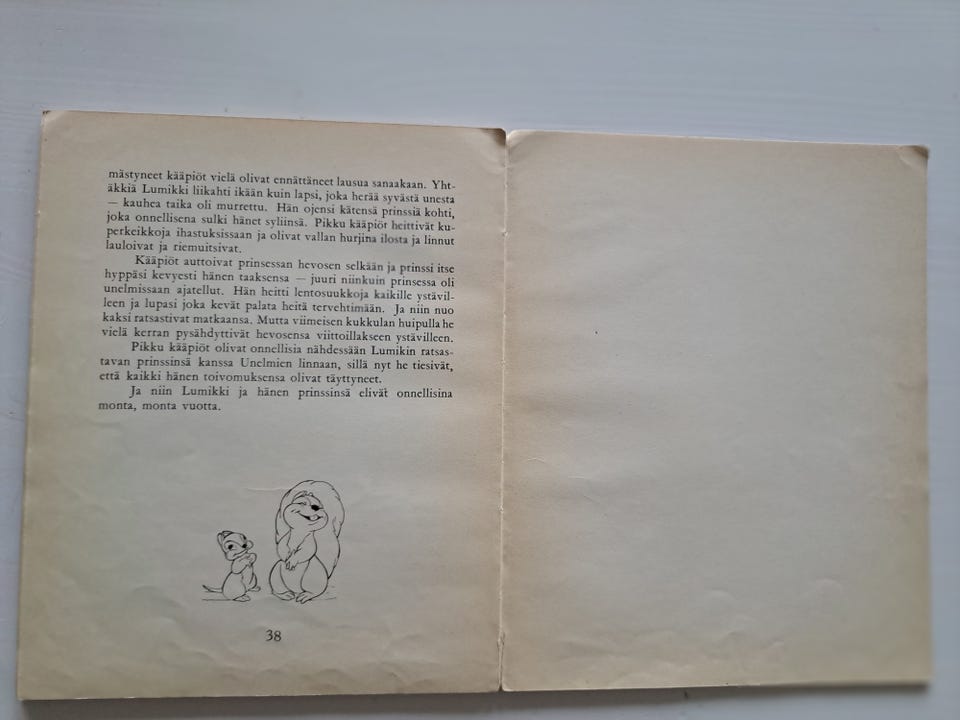 mästyneet kääpiöt vielä olivat ennättäneet lausua sanaakaan. Yht-
äkkiä Lumikki liikahti ikään kuin lapsi, joka herää syvästä unesta
— kauhea taika oli murrettu. Hän ojensi kätensä prinssiä kohti,
joka onnellisena sulki hänet syliinsä. Pikku kääpiöt heittivät ku-
perkeikkoja ihastuksissaan ja olivat vallan hurjina ilosta ja linnut
lauloivat ja riemuitsivat.
Kääpiöt auttoivat prinsessan hevosen selkään ja prinssi itse
hyppäsi kevyesti hänen taaksensa — juuri niinkuin prinsessa oli
unelmissaan ajatellut. Hän heitti lentosuukkoja kaikille ystävil-
leen ja lupasi joka kevät palata heitä tervehtimään. Ja niin nuo
kaksi ratsastivat matkaansa. Mutta viimeisen kukkulan huipulla he
vielä kerran pysähdyttivät hevosensa viittoillakseen ystävilleen.
Pikku kääpiöt olivat onnellisia nähdessään Lumikin ratsas-
tavan prinssinsä kanssa Unelmien linnaan, sillä nyt he tiesivät,
että kaikki hänen toivomuksensa olivat täyttyneet.
Ja niin Lumikki ja hänen prinssinsä elivät onnellisina
monta, monta vuotta.
38